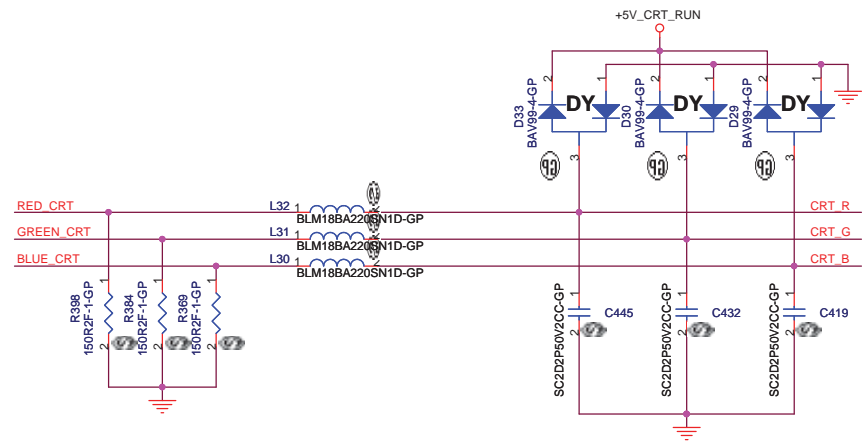 +5V_CRT_RUN
2 1 2 1 2 1
D33 BAV99-4-GP DY D30 BAV99-4-GP DY D29 BAV99-4-GP
3 3 3
GP GP GP
RED_CRT L32 1 2 CRT_R
BLM18BA220SN1D-GP
GREEN_CRT L31 1 2 CRT_G
BLM18BA220SN1D-GP
BLUE_CRT L30 1 2 CRT_B
BLM18BA220SN1D-GP
1 1 1 1 1 1
R398 150R2F-1-GP R384 150R2F-1-GP R369 150R2F-1-GP
SC2D2P50V2CC-GP C445 SC2D2P50V2CC-GP C432 SC2D2P50V2CC-GP C419
2 2 2 2 2 2